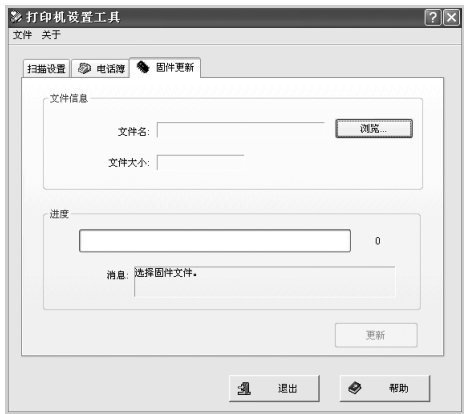 打印机设置工具
文件 关于
扫描设置 电话簿 固件更新
文件信息
文件名: 浏览...
文件大小:
进度
0
消息: 选择固件文件。
更新
退出 帮助